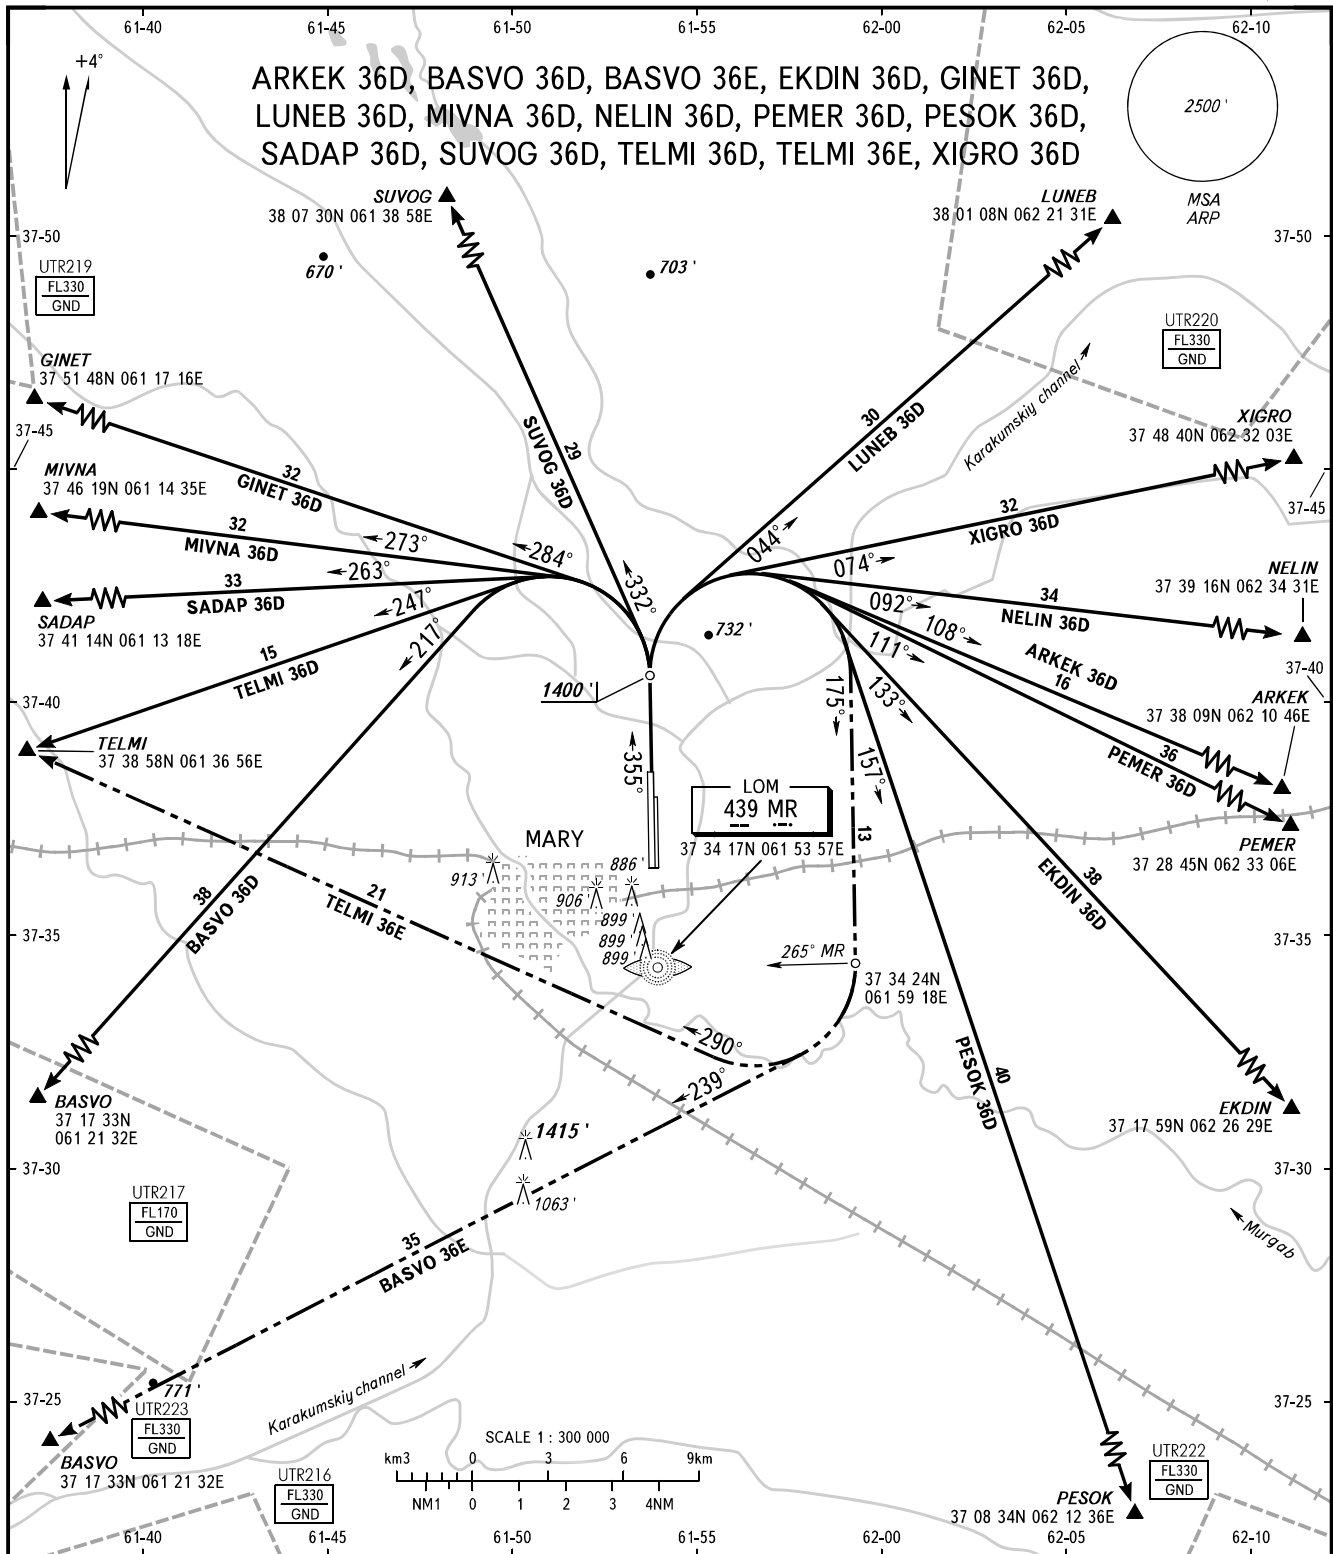 61-40 61-45 61-50 61-55 62-00 62-05 62-10
+4°
ARKEK 36D, BASVO 36D, BASVO 36E, EKDIN 36D, GINET 36D,
LUNEB 36D, MIVNA 36D, NELIN 36D, PEMER 36D, PESOK 36D,
SADAP 36D, SUVOG 36D, TELMI 36D, TELMI 36E, XIGRO 36D
2500'
MSA
ARP
SUVOG
38 07 30N 061 38 58E
LUNEB
38 01 08N 062 21 31E
37-50
37-50
670'
703'
UTR219
FL330
GND
UTR220
FL330
GND
GINET
37 51 48N 061 17 16E
Karakumskiy channel
XIGRO
37 48 40N 062 32 03E
37-45
37-45
MIVNA
37 46 19N 061 14 35E
32
GINET 36D
29
SUVOG 36D
30
LUNEB 36D
32
XIGRO 36D
32
MIVNA 36D
273°
284°
263°
247°
217°
332°
044°
074°
092°
108°
111°
133°
157°
175°
33
SADAP 36D
SADAP
37 41 14N 061 13 18E
NELIN
37 39 16N 062 34 31E
34
NELIN 36D
732'
15
TELMI 36D
1400'
ARKEK 36D
16
37-40
37-40
ARKEK
37 38 09N 062 10 46E
TELMI
37 38 58N 061 36 56E
355°
36
PEMER 36D
LOM
439 MR
37 34 17N 061 53 57E
13
MARY
PEMER
37 28 45N 062 33 06E
913'
886'
906'
899'
899'
899'
38
BASVO 36D
21
TELMI 36E
38
EKDIN 36D
37-35
37-35
265° MR
37 34 24N
061 59 18E
290°
239°
40
PESOK 36D
BASVO
37 17 33N
061 21 32E
EKDIN
37 17 59N 062 26 29E
1415'
1063'
37-30
37-30
UTR217
FL170
GND
Murgab
35
BASVO 36E
771'
37-25
37-25
UTR223
FL330
GND
Karakumskiy channel
BASVO
37 17 33N 061 21 32E
SCALE 1 : 300 000
km3 0 3 6 9km
NM1 0 1 2 3 4NM
UTR216
FL330
GND
UTR222
FL330
GND
PESOK
37 08 34N 062 12 36E
61-40 61-45 61-50 61-55 62-00 62-05 62-10